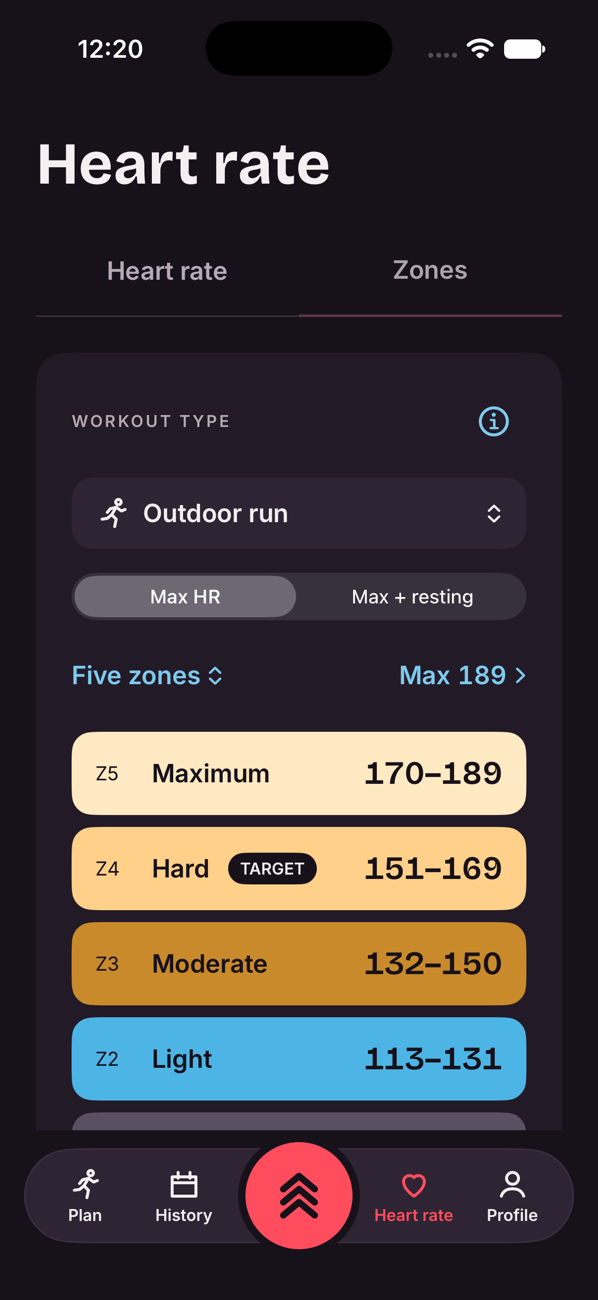 12:20
Heart rate
Heart rate Zones
WORKOUT TYPE
Outdoor run
Max HR Max + resting
Five zones Max 189
Z5 Maximum 170–189
Z4 Hard TARGET 151–169
Z3 Moderate 132–150
Z2 Light 113–131
Plan History Heart rate Profile